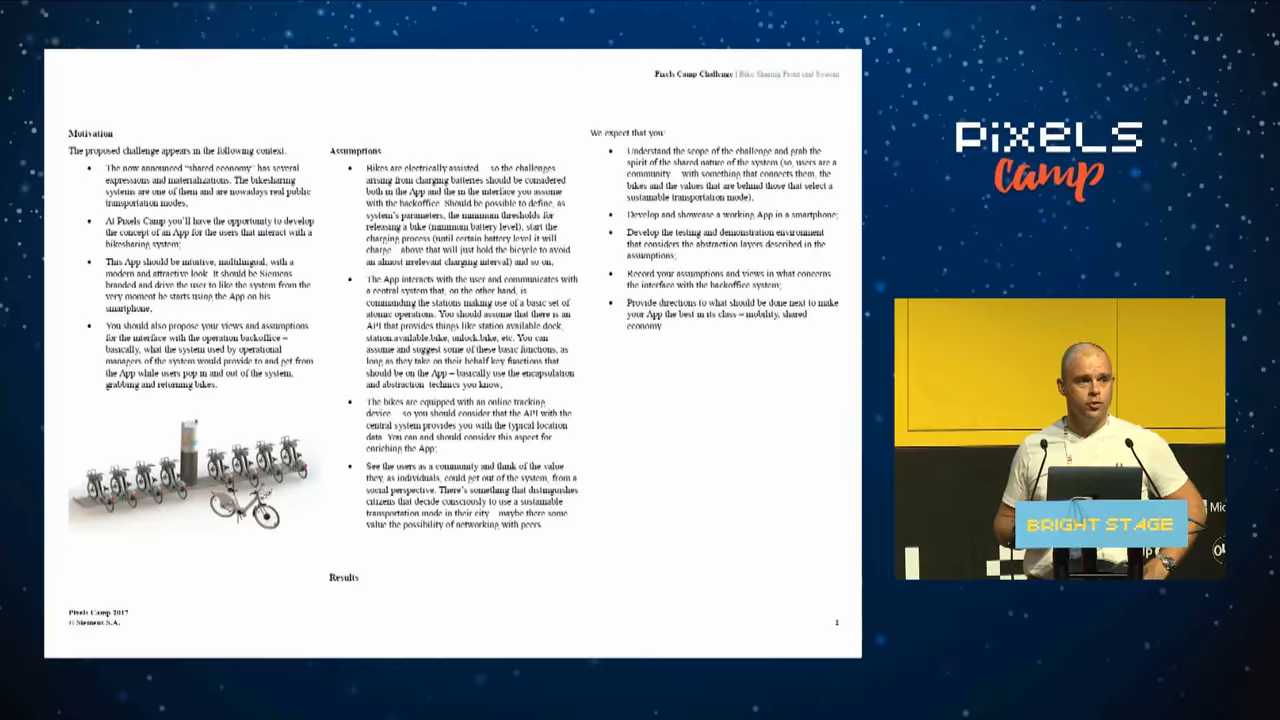 Pixels Camp Challenge | Bike Sharing Front end System
Motivation
The proposed challenge appears in the following context.
• The now announced "shared economy" has several
expressions and materializations. The bikesharing
systems are one of them and are nowadays real public
transportation modes,
• At Pixels Camp you'll have the opportunity to develop
the concept of an App for the users that interact with a
bikesharing system;
• This App should be intuitive, multilingual, with a
modern and attractive look. It should be Siemens
branded and drive the user to like the system from the
very moment he starts using the App on his
smartphone,
• You should also propose your views and assumptions
for the interface with the operation backoffice –
basically, what the system used by operational
managers of the system would provide to and get from
the App while users pop in and out of the system,
grabbing and returning bikes.
Pixels Camp 2017
© Siemens S.A.
Assumptions
• Bikes are electrically assisted so the challenges
arising from charging batteries should be considered
both in the App and the in the interface you assume
with the backoffice. Should be possible to define, as
system's parameters, the minimum thresholds for
releasing a bike (minimum battery level), start the
charging process (until certain battery level it will
charge above that will just hold the bicycle to avoid
an almost irrelevant charging interval) and so on,
• The App interacts with the user and communicates with
a central system that, on the other hand, is
commanding the stations making use of a basic set of
atomic operations. You should assume that there is an
API that provides things like station available dock,
station.available.bike, unlock.bike, etc. You can
assume and suggest some of these basic functions, as
long as they take on their behalf key functions that
should be on the App – basically use the encapsulation
and abstraction technics you know,
• The bikes are equipped with an online tracking
device so you should consider that the API with the
central system provides you with the typical location
data. You can and should consider this aspect for
enriching the App;
• See the users as a community and think of the value
they, as individuals, could get out of the system, from a
social perspective. There's something that distinguishes
citizens that decide consciously to use a sustainable
transportation mode in their city maybe there some
value the possibility of networking with peers
Results
We expect that you:
• Understand the scope of the challenge and grab the
spirit of the shared nature of the system (so, users are a
community with something that connects them, the
bikes and the values that are behind those that select a
sustainable transportation mode).
• Develop and showcase a working App in a smartphone;
• Develop the testing and demonstration environment
that considers the abstraction layers described in the
assumptions;
• Record your assumptions and views in what concerns
the interface with the backoffice system;
• Provide directions to what should be done next to make
your App the best in its class – mobility, shared
economy
2
PiXELS
Camp
BRIGHT STAGE
Mic